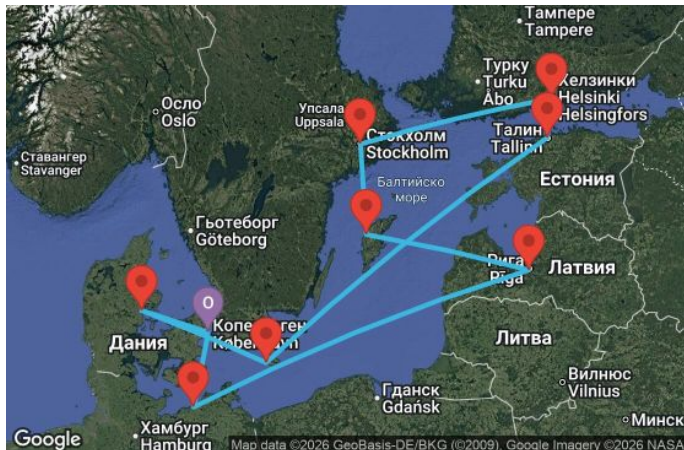 Тампере
Tampere
Турку
Turku
Åbo
Хелзинки
Helsinki
Helsingfors
Осло
Oslo
Упсала
Uppsala
Стокхолм
Stockholm
Талин
Tallinn
Ставангер
Stavanger
Балтийско
море
ЕСТОНИЯ
Гьотеборг
Göteborg
Рига
Rīga
ЛАТВИЯ
O
Копенхаген
København
ДАНИЯ
ЛИТВА
Вилнюс
Vilnius
Гданск
Gdańsk
Минск
Хамбург
Hamburg
Google
Map data ©2026 GeoBasis-DE/BKG (©2009), Google Imagery ©2026 NASA